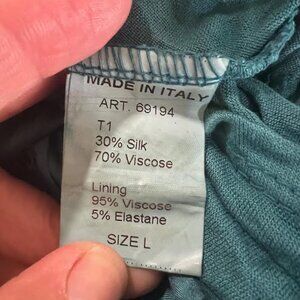 MADE IN ITALY
ART. 69194
T1
30% Silk
70% Viscose
Lining
95% Viscose
5% Elastane
SIZE L